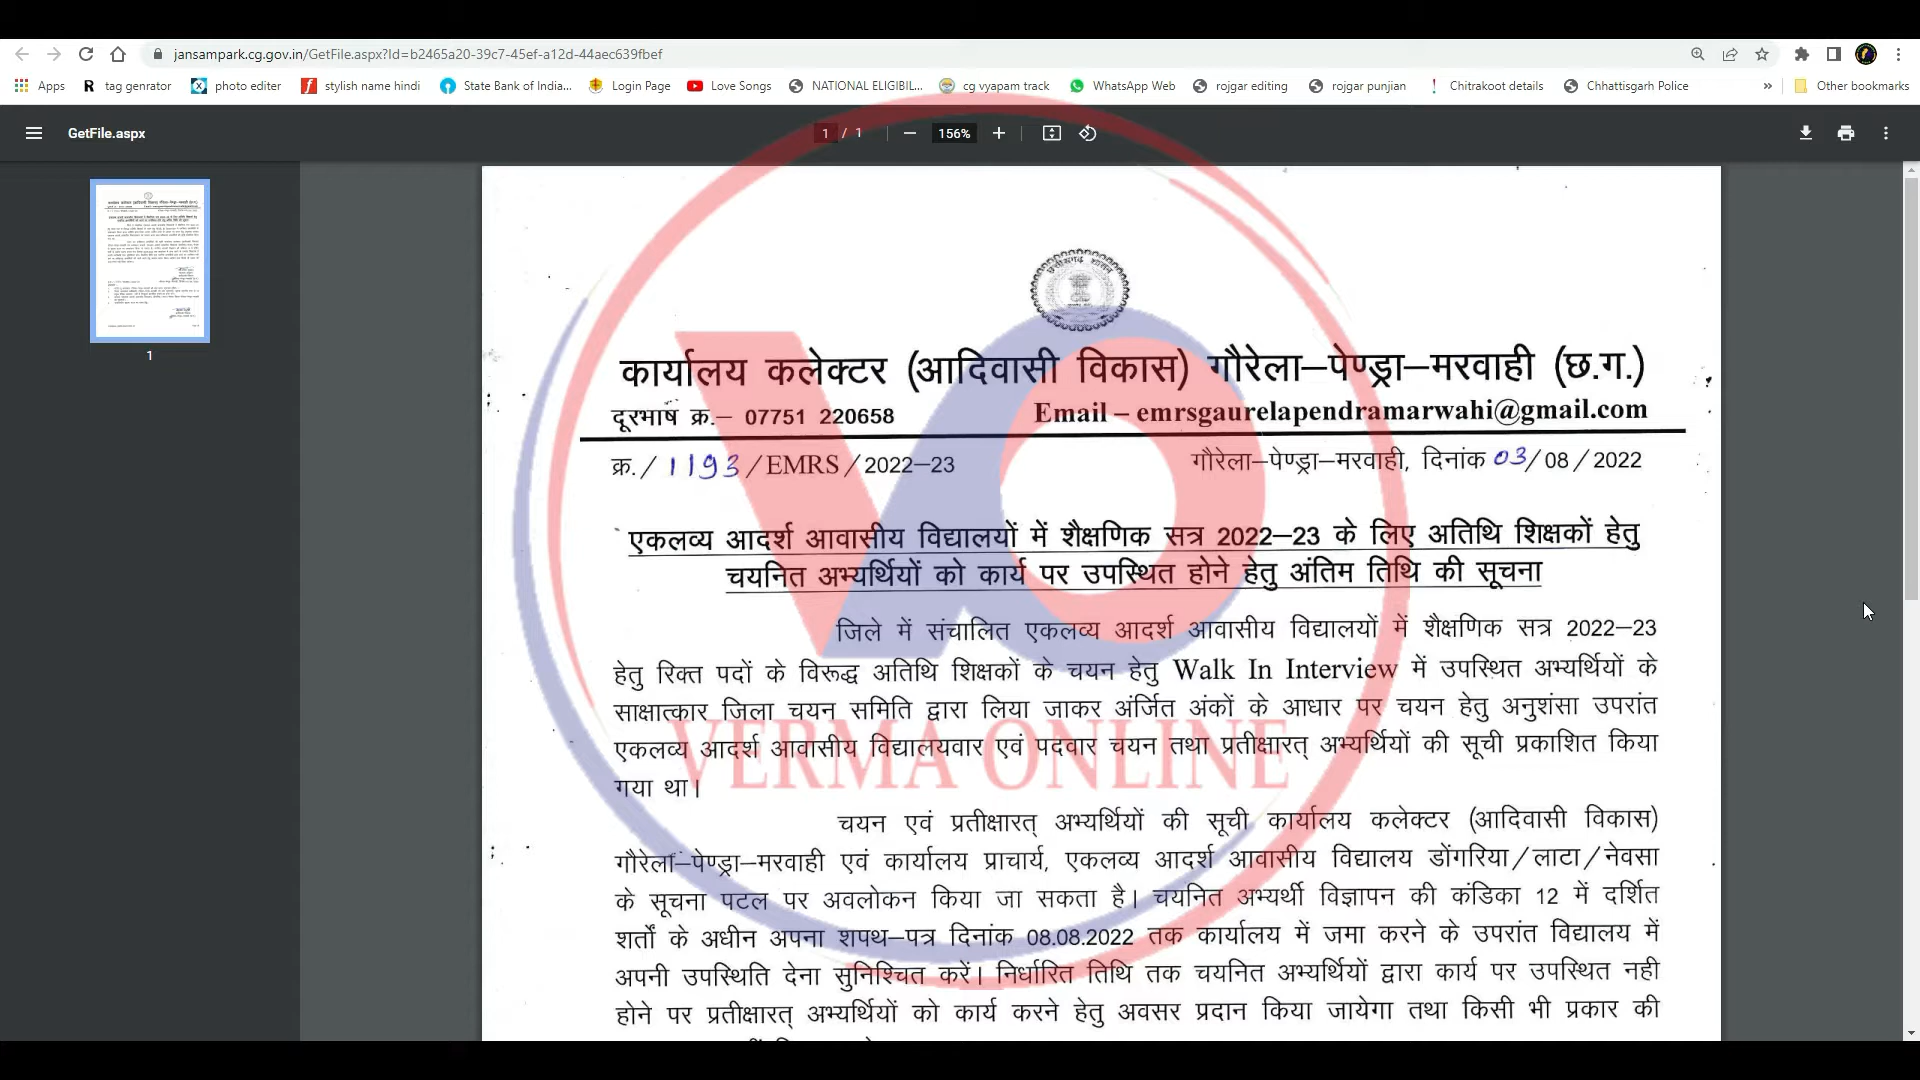 jansampark.cg.gov.in/GetFile.aspx?Id=b2465a20-39c7-45ef-a12d-44aec639fbef
Apps tag genrator photo editer stylish name hindi State Bank of India... Login Page Love Songs NATIONAL ELIGIBIL... cg vyapam track WhatsApp Web rojgar editing rojgar punjian Chitrakoot details Chhattisgarh Police » Other bookmarks
GetFile.aspx 1 / 1 156%
1
कार्यालय कलेक्टर (आदिवासी विकास) गौरेला–पेण्ड्रा–मरवाही (छ.ग.)
दूरभाष क्र.– 07751 220658 Email – emrsgaurelapendramarwahi@gmail.com
क्र./1193/EMRS/2022–23 गौरेला–पेण्ड्रा–मरवाही, दिनांक 03/08/2022
एकलव्य आदर्श आवासीय विद्यालयों में शैक्षणिक सत्र 2022–23 के लिए अतिथि शिक्षकों हेतु
चयनित अभ्यर्थियों को कार्य पर उपस्थित होने हेतु अंतिम तिथि की सूचना
जिले में संचालित एकलव्य आदर्श आवासीय विद्यालयों में शैक्षणिक सत्र 2022–23
हेतु रिक्त पदों के विरूद्ध अतिथि शिक्षकों के चयन हेतु Walk In Interview में उपस्थित अभ्यर्थियों के
साक्षात्कार जिला चयन समिति द्वारा लिया जाकर अंर्जित अंकों के आधार पर चयन हेतु अनुशंसा उपरांत
एकलव्य आदर्श आवासीय विद्यालयवार एवं पदवार चयन तथा प्रतीक्षारत् अभ्यर्थियों की सूची प्रकाशित किया
गया था।
VERMA ONLINE
चयन एवं प्रतीक्षारत् अभ्यर्थियों की सूची कार्यालय कलेक्टर (आदिवासी विकास)
गौरेला–पेण्ड्रा–मरवाही एवं कार्यालय प्राचार्य, एकलव्य आदर्श आवासीय विद्यालय डोंगरिया/लाटा/नेवसा
के सूचना पटल पर अवलोकन किया जा सकता है। चयनित अभ्यर्थी विज्ञापन की कंडिका 12 में दर्शित
शर्तों के अधीन अपना शपथ–पत्र दिनांक 08.08.2022 तक कार्यालय में जमा करने के उपरांत विद्यालय में
अपनी उपस्थिति देना सुनिश्चित करें। निर्धारित तिथि तक चयनित अभ्यर्थियों द्वारा कार्य पर उपस्थित नही
होने पर प्रतीक्षारत् अभ्यर्थियों को कार्य करने हेतु अवसर प्रदान किया जायेगा तथा किसी भी प्रकार की